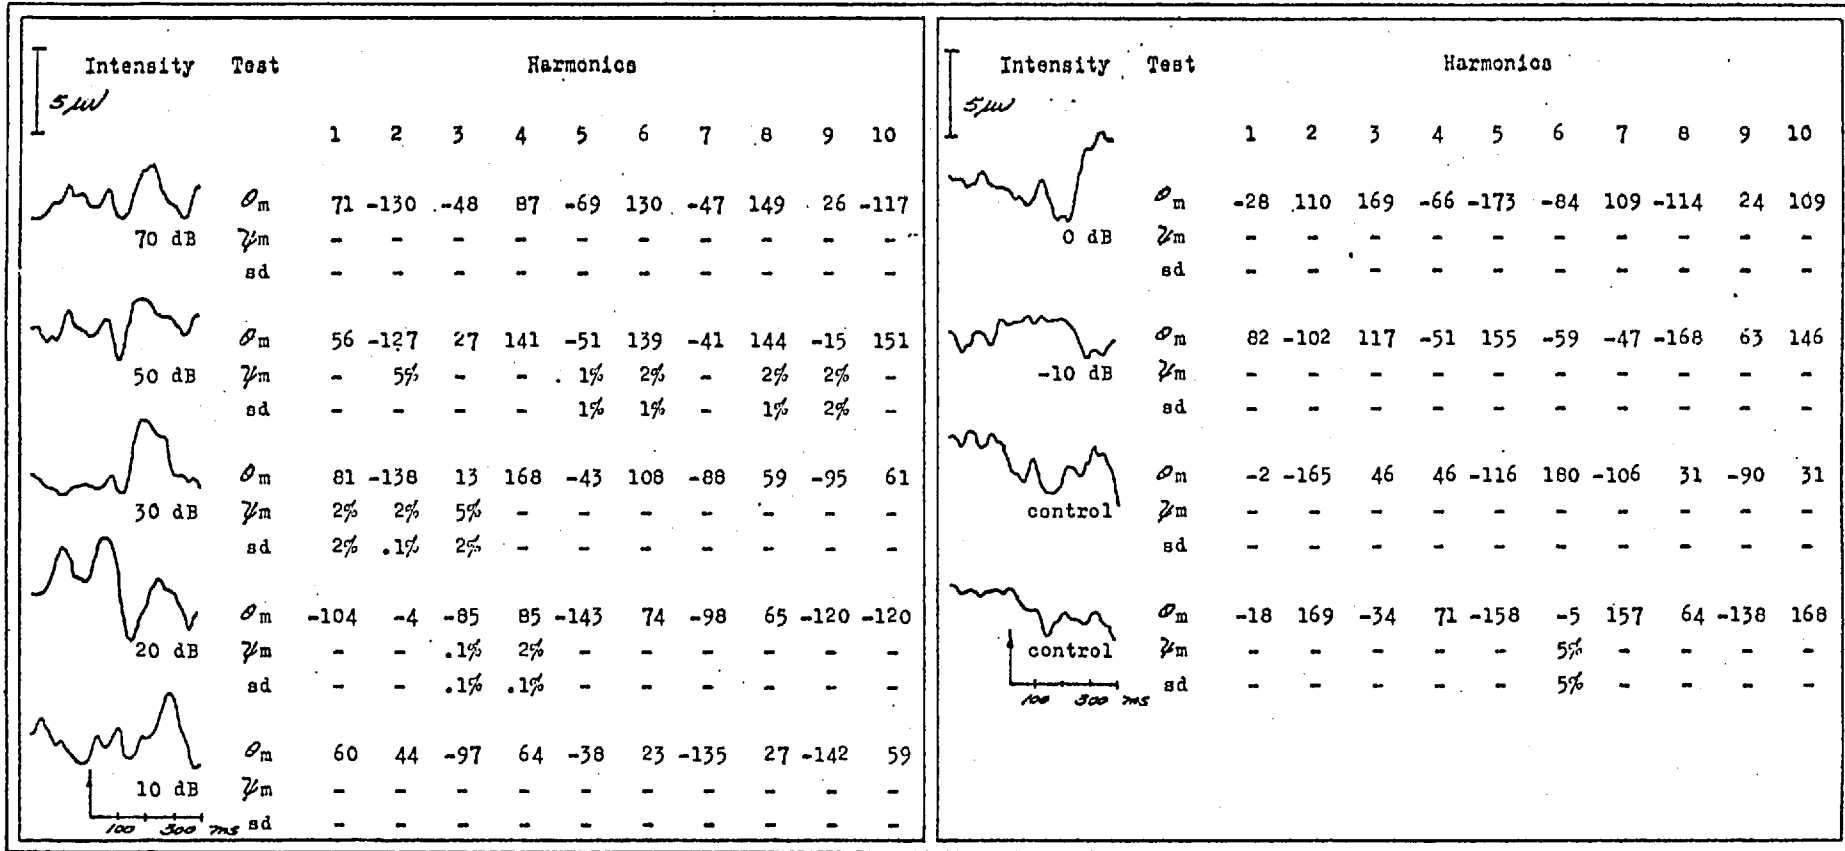 Intensity Test Harmonics
5 μv
1 2 3 4 5 6 7 8 9 10
θm 71 -130 -48 87 -69 130 -47 149 26 -117
70 dB γm - - - - - - - - - -
sd - - - - - - - - - -
θm 56 -127 27 141 -51 139 -41 144 -15 151
50 dB γm - 5% - - 1% 2% - 2% 2% -
sd - - - - 1% 1% - 1% 2% -
θm 81 -138 13 168 -43 108 -88 59 -95 61
30 dB γm 2% 2% 5% - - - - - - -
sd 2% .1% 2% - - - - - - -
θm -104 -4 -85 85 -143 74 -98 65 -120 -120
20 dB γm - - .1% 2% - - - - - -
sd - - .1% .1% - - - - - -
θm 60 44 -97 64 -38 23 -135 27 -142 59
10 dB γm - - - - - - - - - -
100 300 ms sd - - - - - - - - - -
Intensity Test Harmonics
5 μv
1 2 3 4 5 6 7 8 9 10
θm -28 110 169 -66 -173 -84 109 -114 24 109
0 dB γm - - - - - - - - - -
sd - - - - - - - - - -
θm 82 -102 117 -51 155 -59 -47 -168 63 146
-10 dB γm - - - - - - - - - -
sd - - - - - - - - - -
θm -2 -165 46 46 -116 180 -106 31 -90 31
control γm - - - - - - - - - -
sd - - - - - - - - - -
θm -18 169 -34 71 -158 -5 157 64 -138 168
control γm - - - - - 5% - - - -
sd - - - - - 5% - - - -
100 300 ms